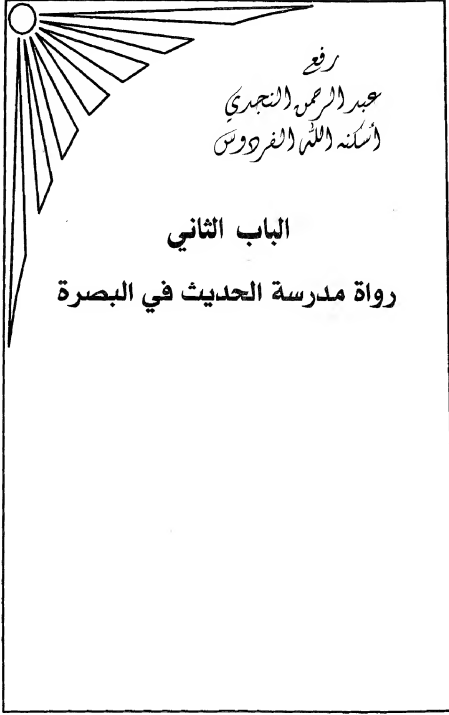 رفع
عبد الرحمن النجدي
أسكنه الله الفردوس
الباب الثاني
رواة مدرسة الحديث في البصرة